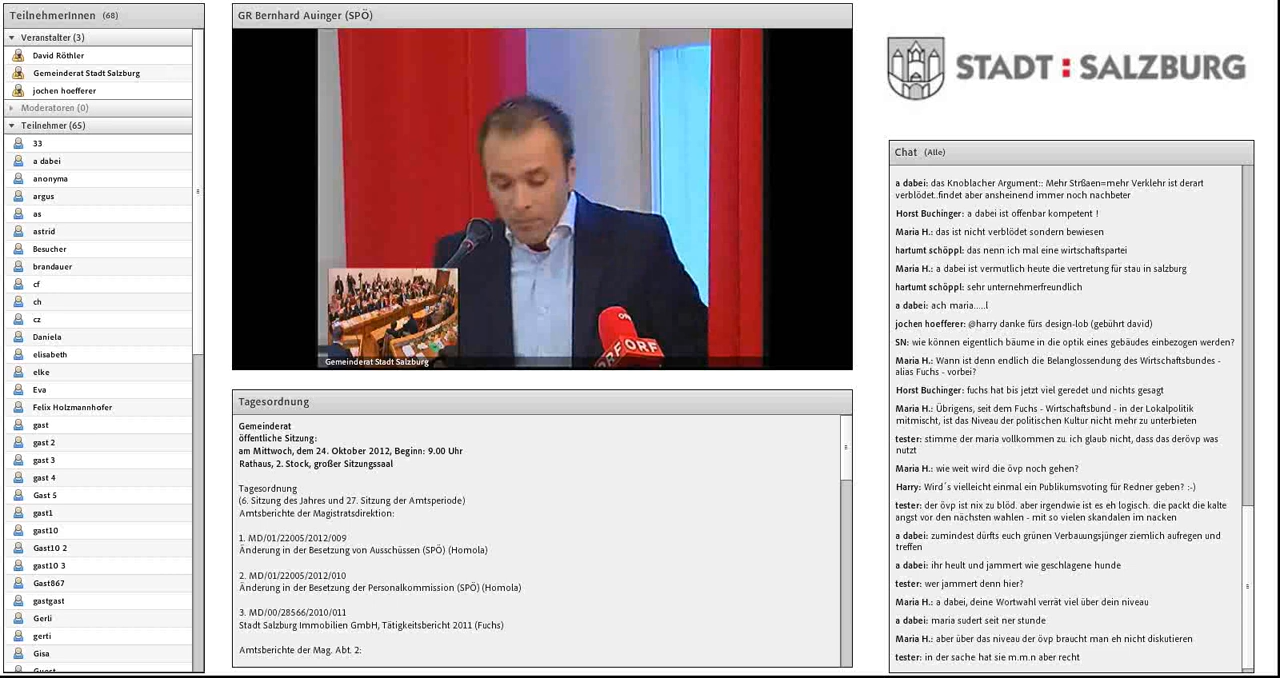 TeilnehmerInnen (68)
Veranstalter (3)
David Röthler
Gemeinderat Stadt Salzburg
jochen hoefferer
Moderatoren (0)
Teilnehmer (65)
33
a dabei
anonyma
argus
as
astrid
Besucher
brandauer
cf
ch
cz
Daniela
elisabeth
elke
Eva
Felix Holzmannhofer
gast
gast 2
gast 3
gast 4
Gast 5
gast1
gast10
Gast10 2
gast10 3
Gast867
gastgast
Gerli
gerti
Gisa
Guest
GR Bernhard Auinger (SPÖ)
ORF
ORF
Gemeinderat Stadt Salzburg
Tagesordnung
Gemeinderat
öffentliche Sitzung:
am Mittwoch, dem 24. Oktober 2012, Beginn: 9.00 Uhr
Rathaus, 2. Stock, großer Sitzungssaal
Tagesordnung
(6. Sitzung des Jahres und 27. Sitzung der Amtsperiode)
Amtsberichte der Magistratsdirektion:
1. MD/01/22005/2012/009
Änderung in der Besetzung von Ausschüssen (SPÖ) (Homola)
2. MD/01/22005/2012/010
Änderung in der Besetzung der Personalkommission (SPÖ) (Homola)
3. MD/00/28566/2010/011
Stadt Salzburg Immobilien GmbH, Tätigkeitsbericht 2011 (Fuchs)
Amtsberichte der Mag. Abt. 2:
STADT : SALZBURG
Chat (Alle)
a dabei: das Knoblacher Argument:: Mehr Strßaen=mehr Verklehr ist derart
verblödet..findet aber ansheinend immer noch nachbeter
Horst Buchinger: a dabei ist offenbar kompetent !
Maria H.: das ist nicht verblödet sondern bewiesen
hartumt schöppl: das nenn ich mal eine wirtschaftspartei
Maria H.: a dabei ist vermutlich heute die vertretung für stau in salzburg
hartumt schöppl: sehr unternehmerfreundlich
a dabei: ach maria.....l
jochen hoefferer: @harry danke fürs design-lob (gebührt david)
SN: wie können eigentlich bäume in die optik eines gebäudes einbezogen werden?
Maria H.: Wann ist denn endlich die Belanglossendung des Wirtschaftsbundes -
alias Fuchs - vorbei?
Horst Buchinger: fuchs hat bis jetzt viel geredet und nichts gesagt
Maria H.: Übrigens, seit dem Fuchs - Wirtschaftsbund - in der Lokalpolitik
mitmischt, ist das Niveau der politischen Kultur nicht mehr zu unterbieten
tester: stimme der maria vollkommen zu. ich glaub nicht, dass das derövp was
nutzt
Maria H.: wie weit wird die övp noch gehen?
Harry: Wird´s vielleicht einmal ein Publikumsvoting für Redner geben? :-)
tester: der övp ist nix zu blöd. aber irgendwie ist es eh logisch. die packt die kalte
angst vor den nächsten wahlen - mit so vielen skandalen im nacken
a dabei: zumindest dürfts euch grünen Verbauungsjünger ziemlich aufregen und
treffen
a dabei: ihr heult und jammert wie geschlagene hunde
tester: wer jammert denn hier?
Maria H.: a dabei, deine Wortwahl verrät viel über dein niveau
a dabei: maria sudert seit ner stunde
Maria H.: aber über das niveau der övp braucht man eh nicht diskutieren
tester: in der sache hat sie m.m.n aber recht